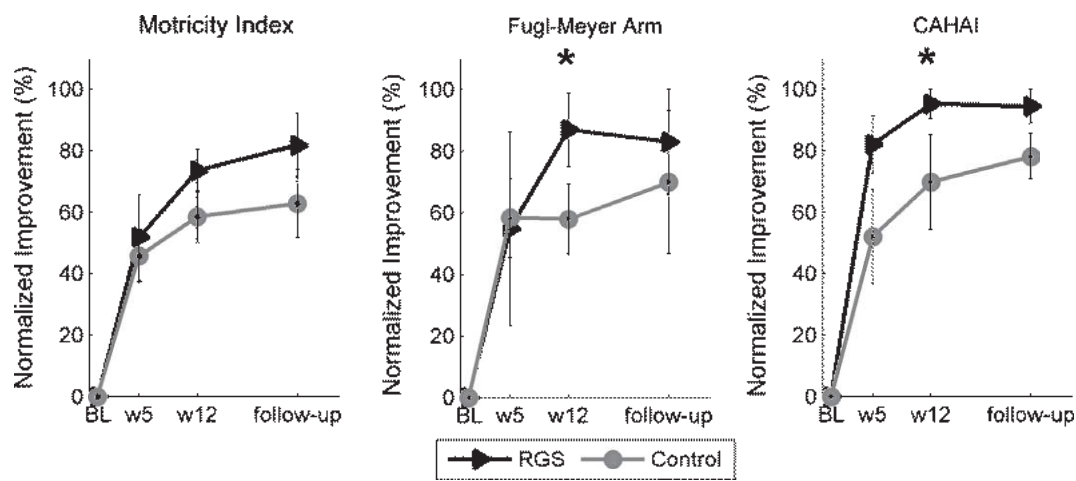 Motricity Index
Normalized Improvement (%)
100
80
60
40
20
0
BL w5 w12 follow-up
Fugl-Meyer Arm
*
Normalized Improvement (%)
100
80
60
40
20
0
BL w5 w12 follow-up
CAHAI
*
Normalized Improvement (%)
100
80
60
40
20
0
BL w5 w12 follow-up
RGS Control